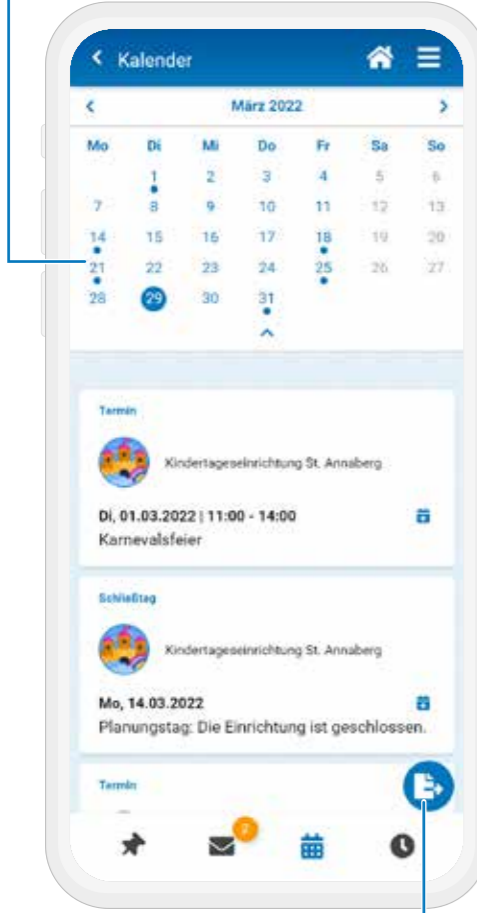 Kalender
März 2022
Mo Di Mi Do Fr Sa So
1 2 3 4 5 6
7 8 9 10 11 12 13
14 15 16 17 18 19 20
21 22 23 24 25 26 27
28 29 30 31
Termin
Kindertageseinrichtung St. Annaberg
Di, 01.03.2022 | 11:00 - 14:00
Karnevalsfeier
Schließtag
Kindertageseinrichtung St. Annaberg
Mo, 14.03.2022
Planungstag: Die Einrichtung ist geschlossen.
Termin